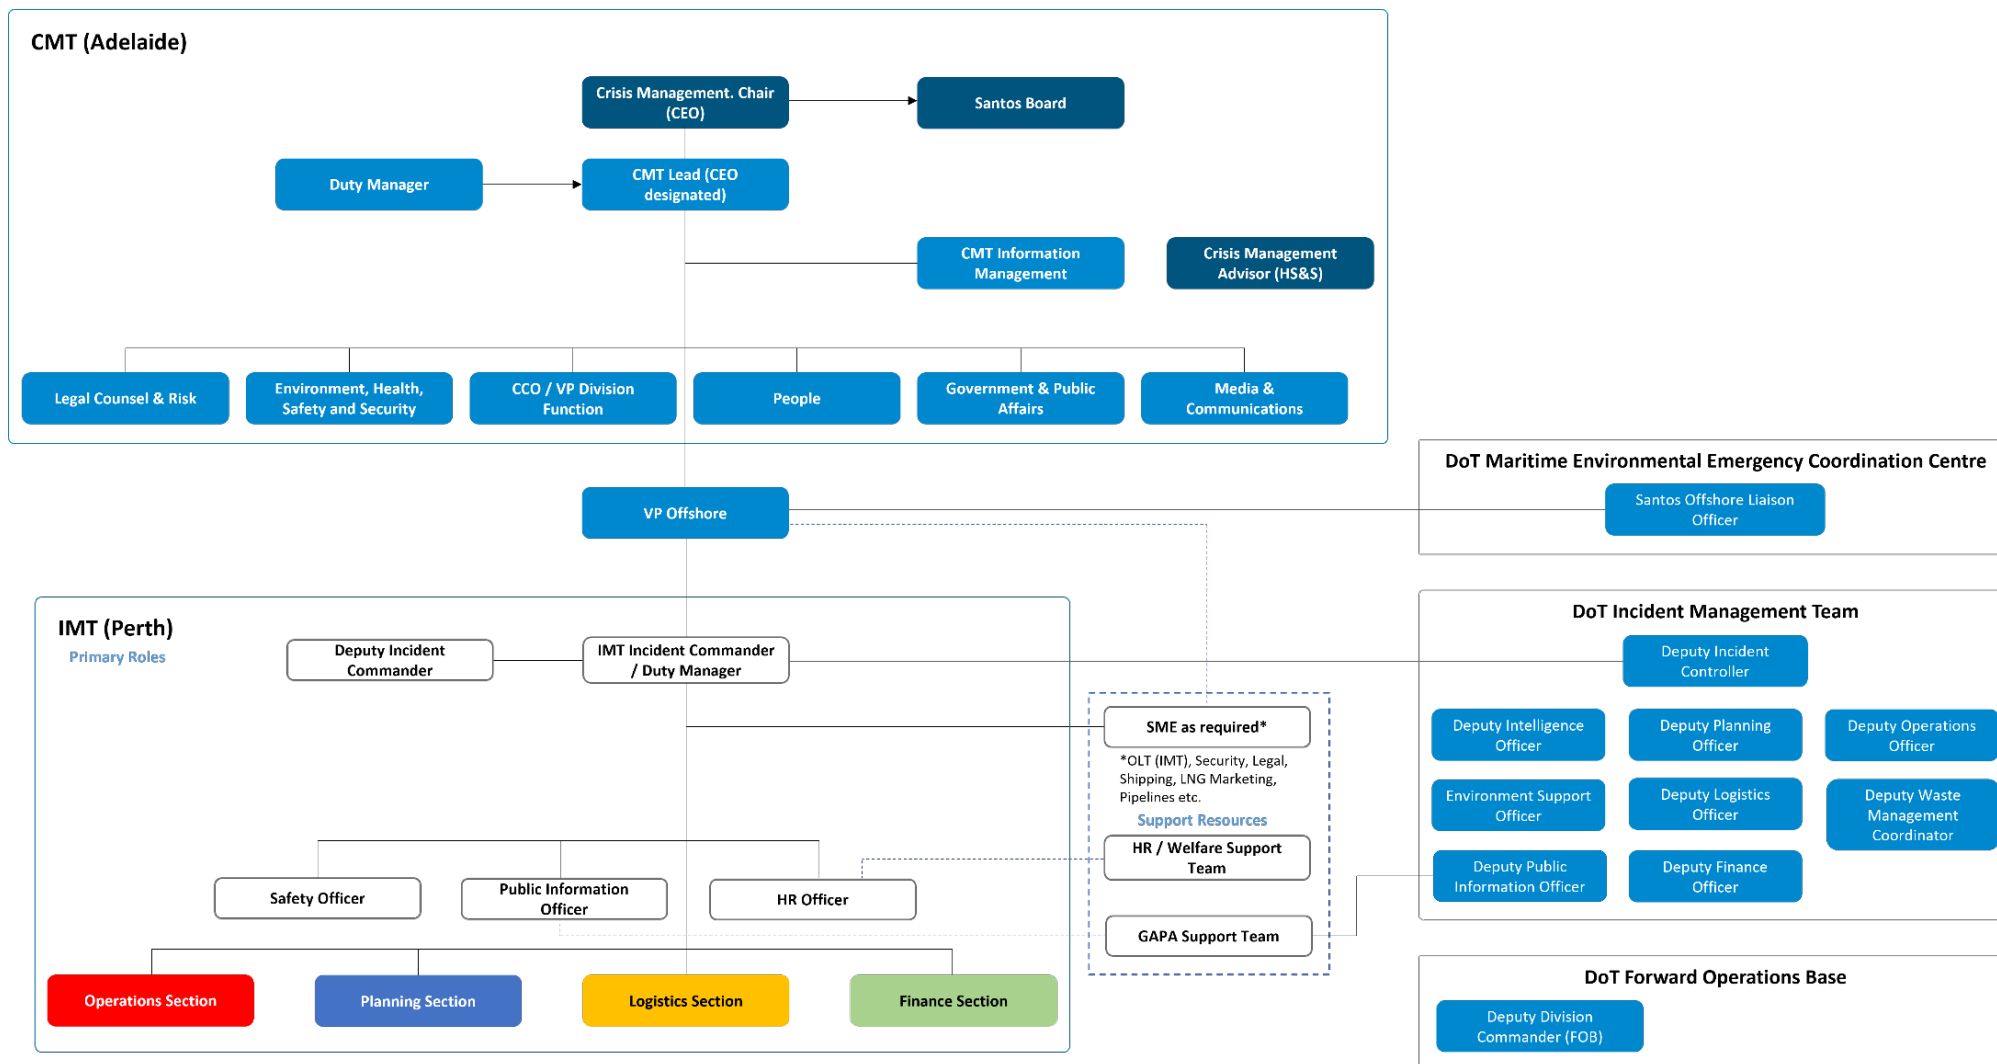 CMT (Adelaide)
Crisis Management. Chair
(CEO)
Santos Board
Duty Manager
CMT Lead (CEO
designated)
CMT Information
Management
Crisis Management
Advisor (HS&S)
Legal Counsel & Risk
Environment, Health,
Safety and Security
CCO / VP Division
Function
People
Government & Public
Affairs
Media &
Communications
VP Offshore
DoT Maritime Environmental Emergency Coordination Centre
Santos Offshore Liaison
Officer
IMT (Perth)
Primary Roles
Deputy Incident
Commander
IMT Incident Commander
/ Duty Manager
SME as required*
*OLT (IMT), Security, Legal,
Shipping, LNG Marketing,
Pipelines etc.
Support Resources
HR / Welfare Support
Team
GAPA Support Team
Safety Officer
Public Information
Officer
HR Officer
Operations Section
Planning Section
Logistics Section
Finance Section
DoT Incident Management Team
Deputy Incident
Controller
Deputy Intelligence
Officer
Deputy Planning
Officer
Deputy Operations
Officer
Environment Support
Officer
Deputy Logistics
Officer
Deputy Waste
Management
Coordinator
Deputy Public
Information Officer
Deputy Finance
Officer
DoT Forward Operations Base
Deputy Division
Commander (FOB)